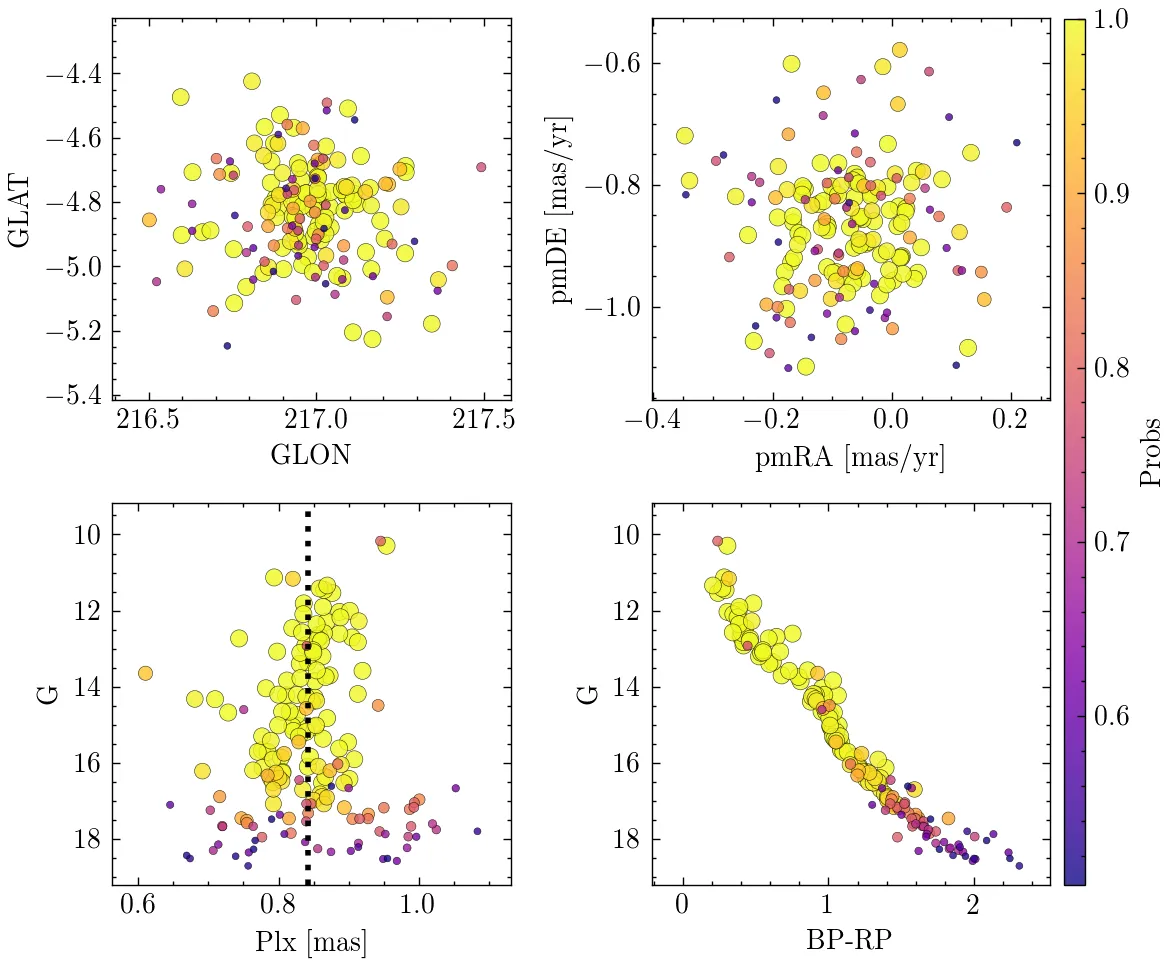 −4.4
−4.6
−4.8
−5.0
−5.2
−5.4
GLAT
216.5 217.0 217.5
GLON
−0.6
−0.8
−1.0
pmDE [mas/yr]
−0.4 −0.2 0.0 0.2
pmRA [mas/yr]
10
12
14
16
18
G
0.6 0.8 1.0
Plx [mas]
10
12
14
16
18
G
0 1 2
BP-RP
1.0
0.9
0.8
0.7
0.6
Probs